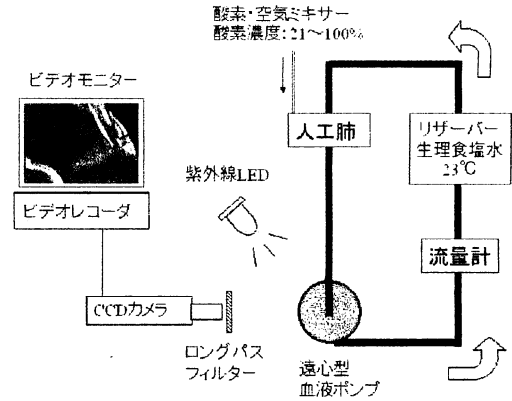 酸素・空気ミキサー
酸素濃度:21～100%
ビデオモニター
人工肺
リザーバー
生理食塩水
23℃
紫外線LED
ビデオレコーダ
流量計
CCDカメラ
ロングパス
フィルター
遠心型
血液ポンプ